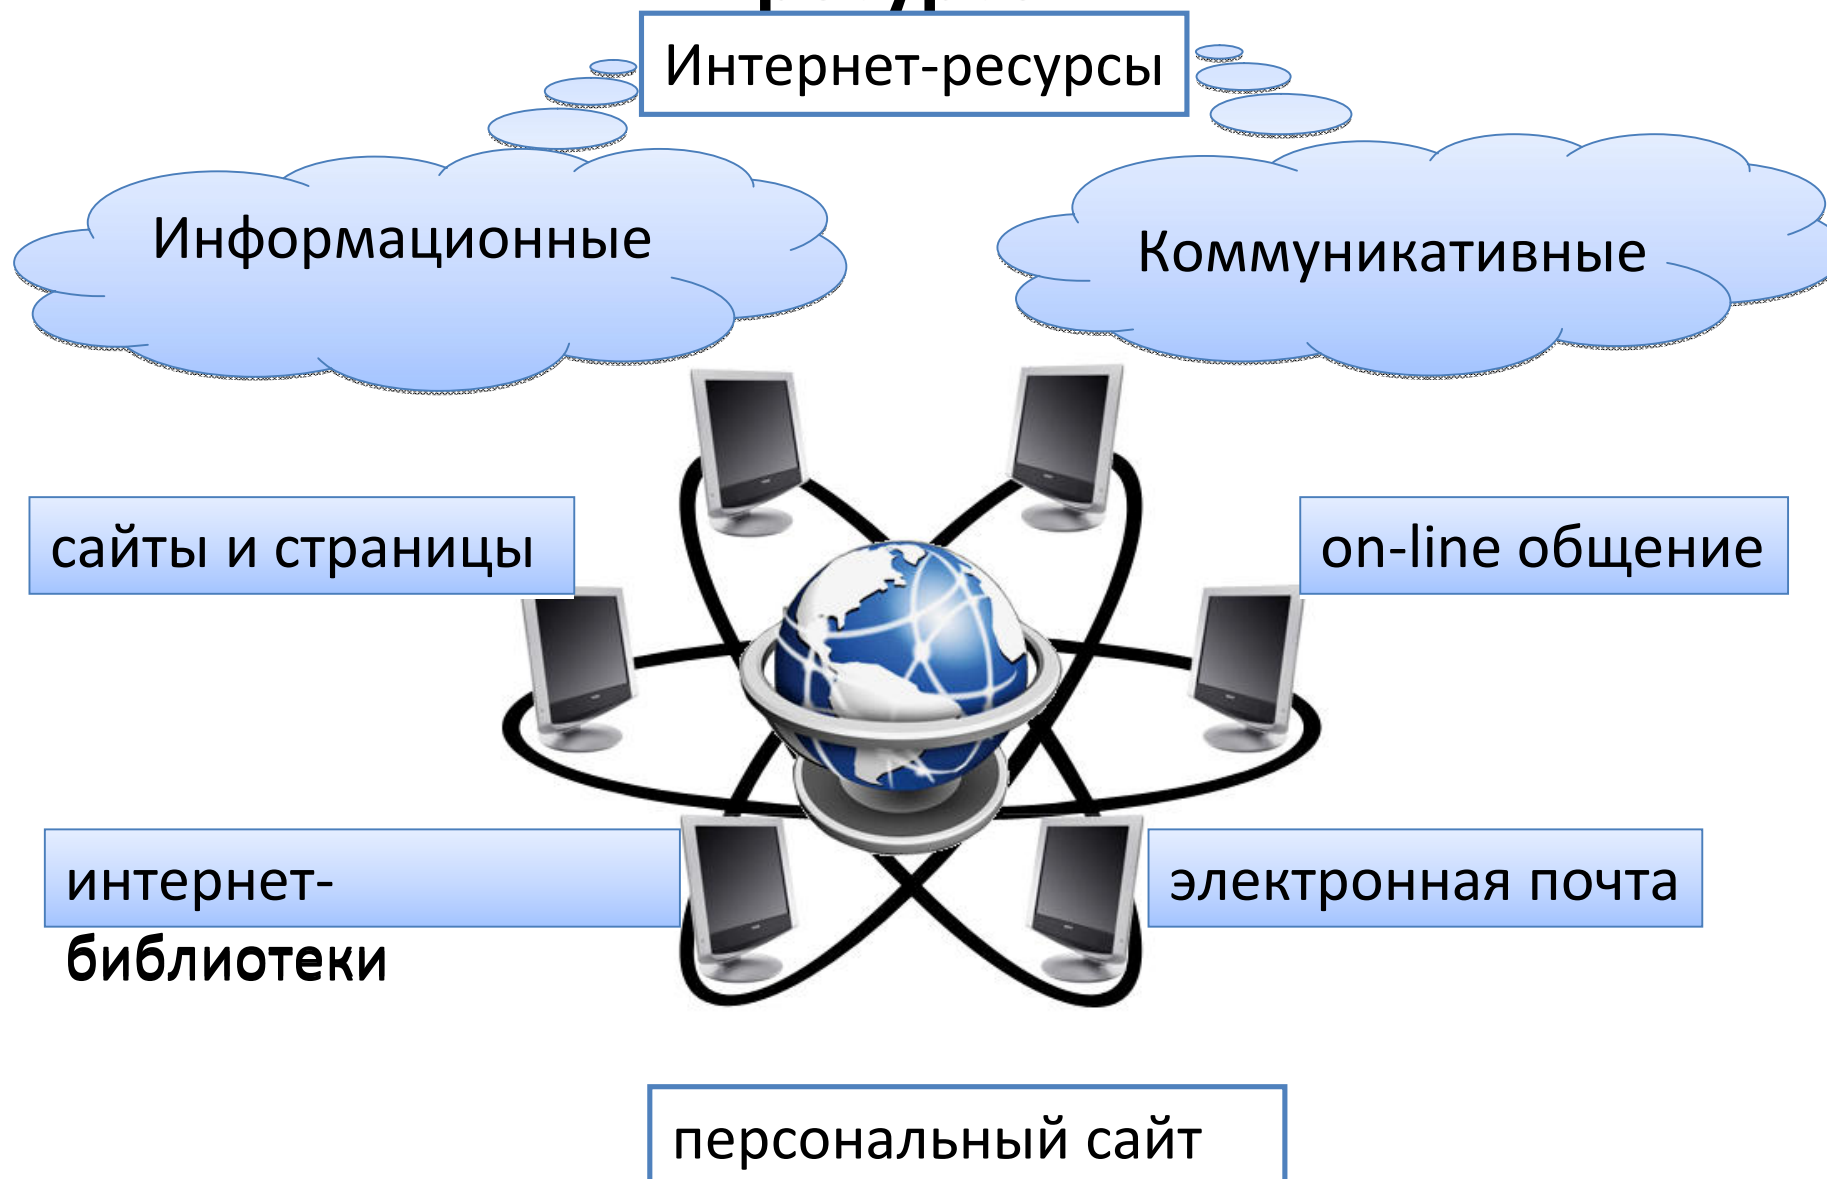 Интернет-ресурсы
Информационные
Коммуникативные
сайты и страницы
on-line общение
интернет-
библиотеки
электронная почта
персональный сайт